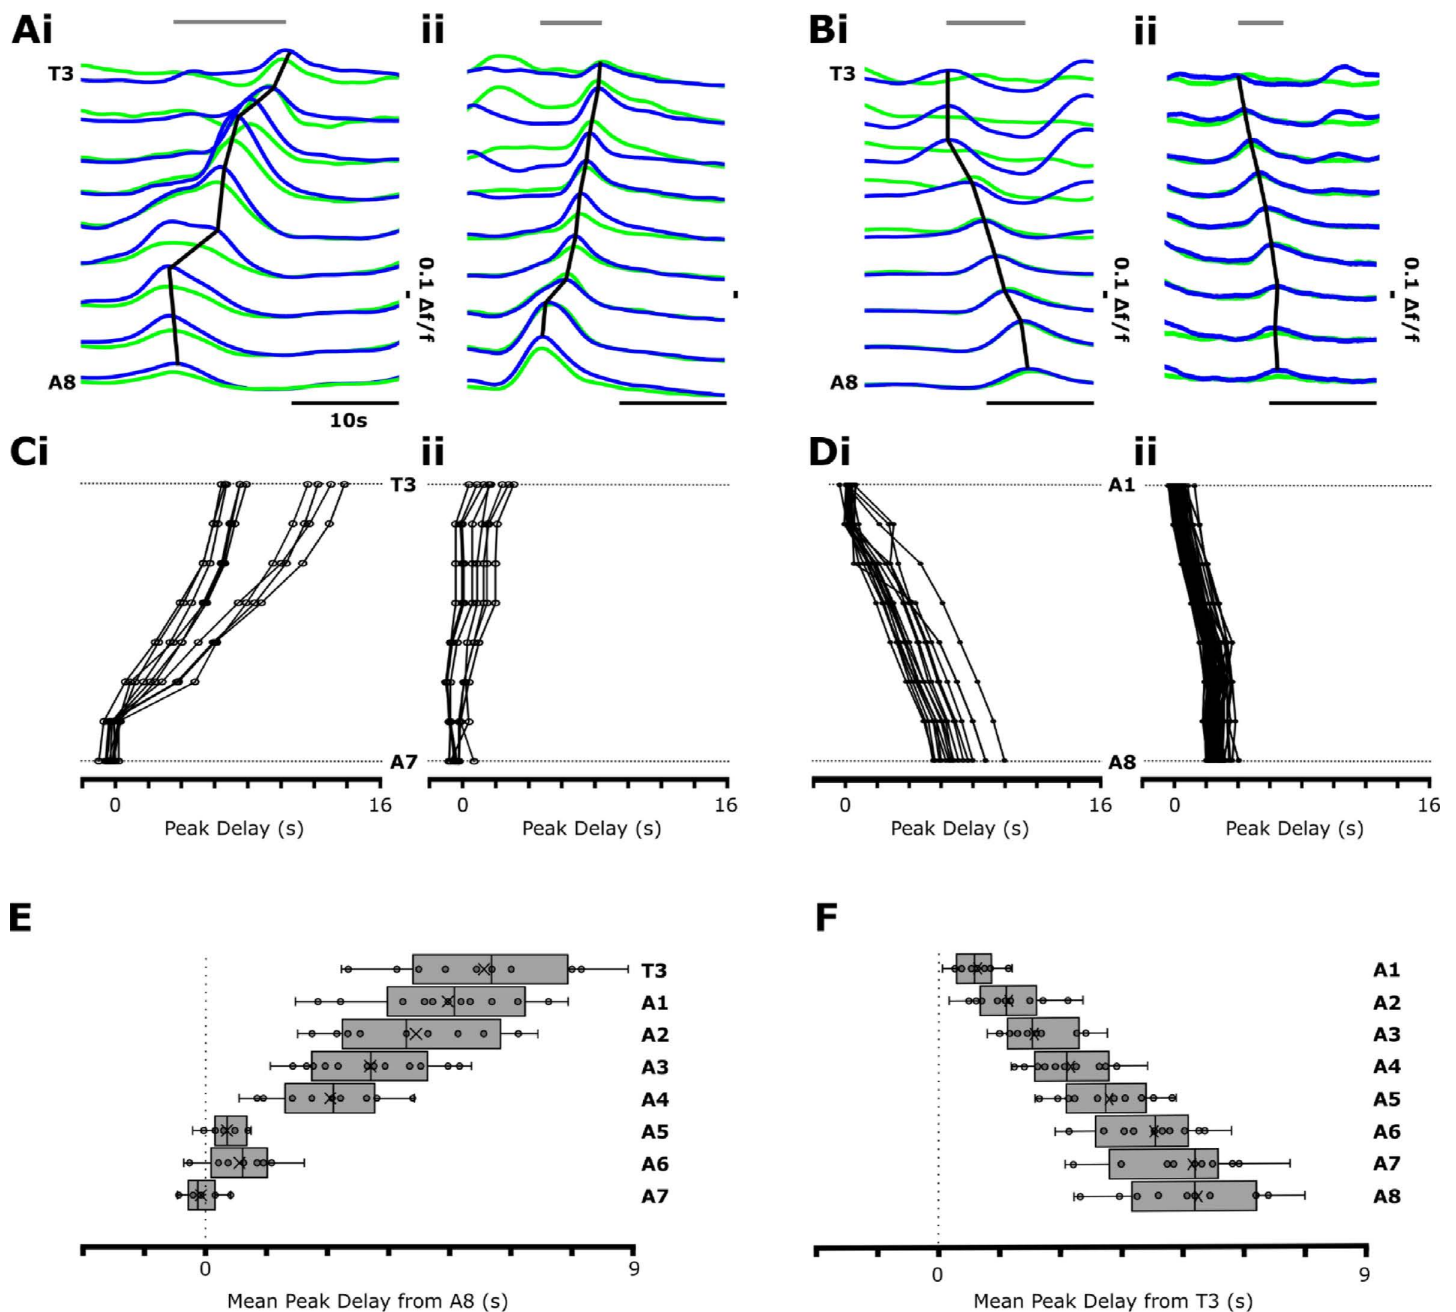 Ai ii Bi ii
T3 T3
0.1 Δf/f 0.1 Δf/f
A8 A8
10s
Ci ii Di ii
T3 A1
A7 A8
0 16 0 16 0 16 0 16
Peak Delay (s) Peak Delay (s) Peak Delay (s) Peak Delay (s)
E F
T3 A1
A1 A2
A2 A3
A3 A4
A4 A5
A5 A6
A6 A7
A7 A8
0 9 0 9
Mean Peak Delay from A8 (s) Mean Peak Delay from T3 (s)